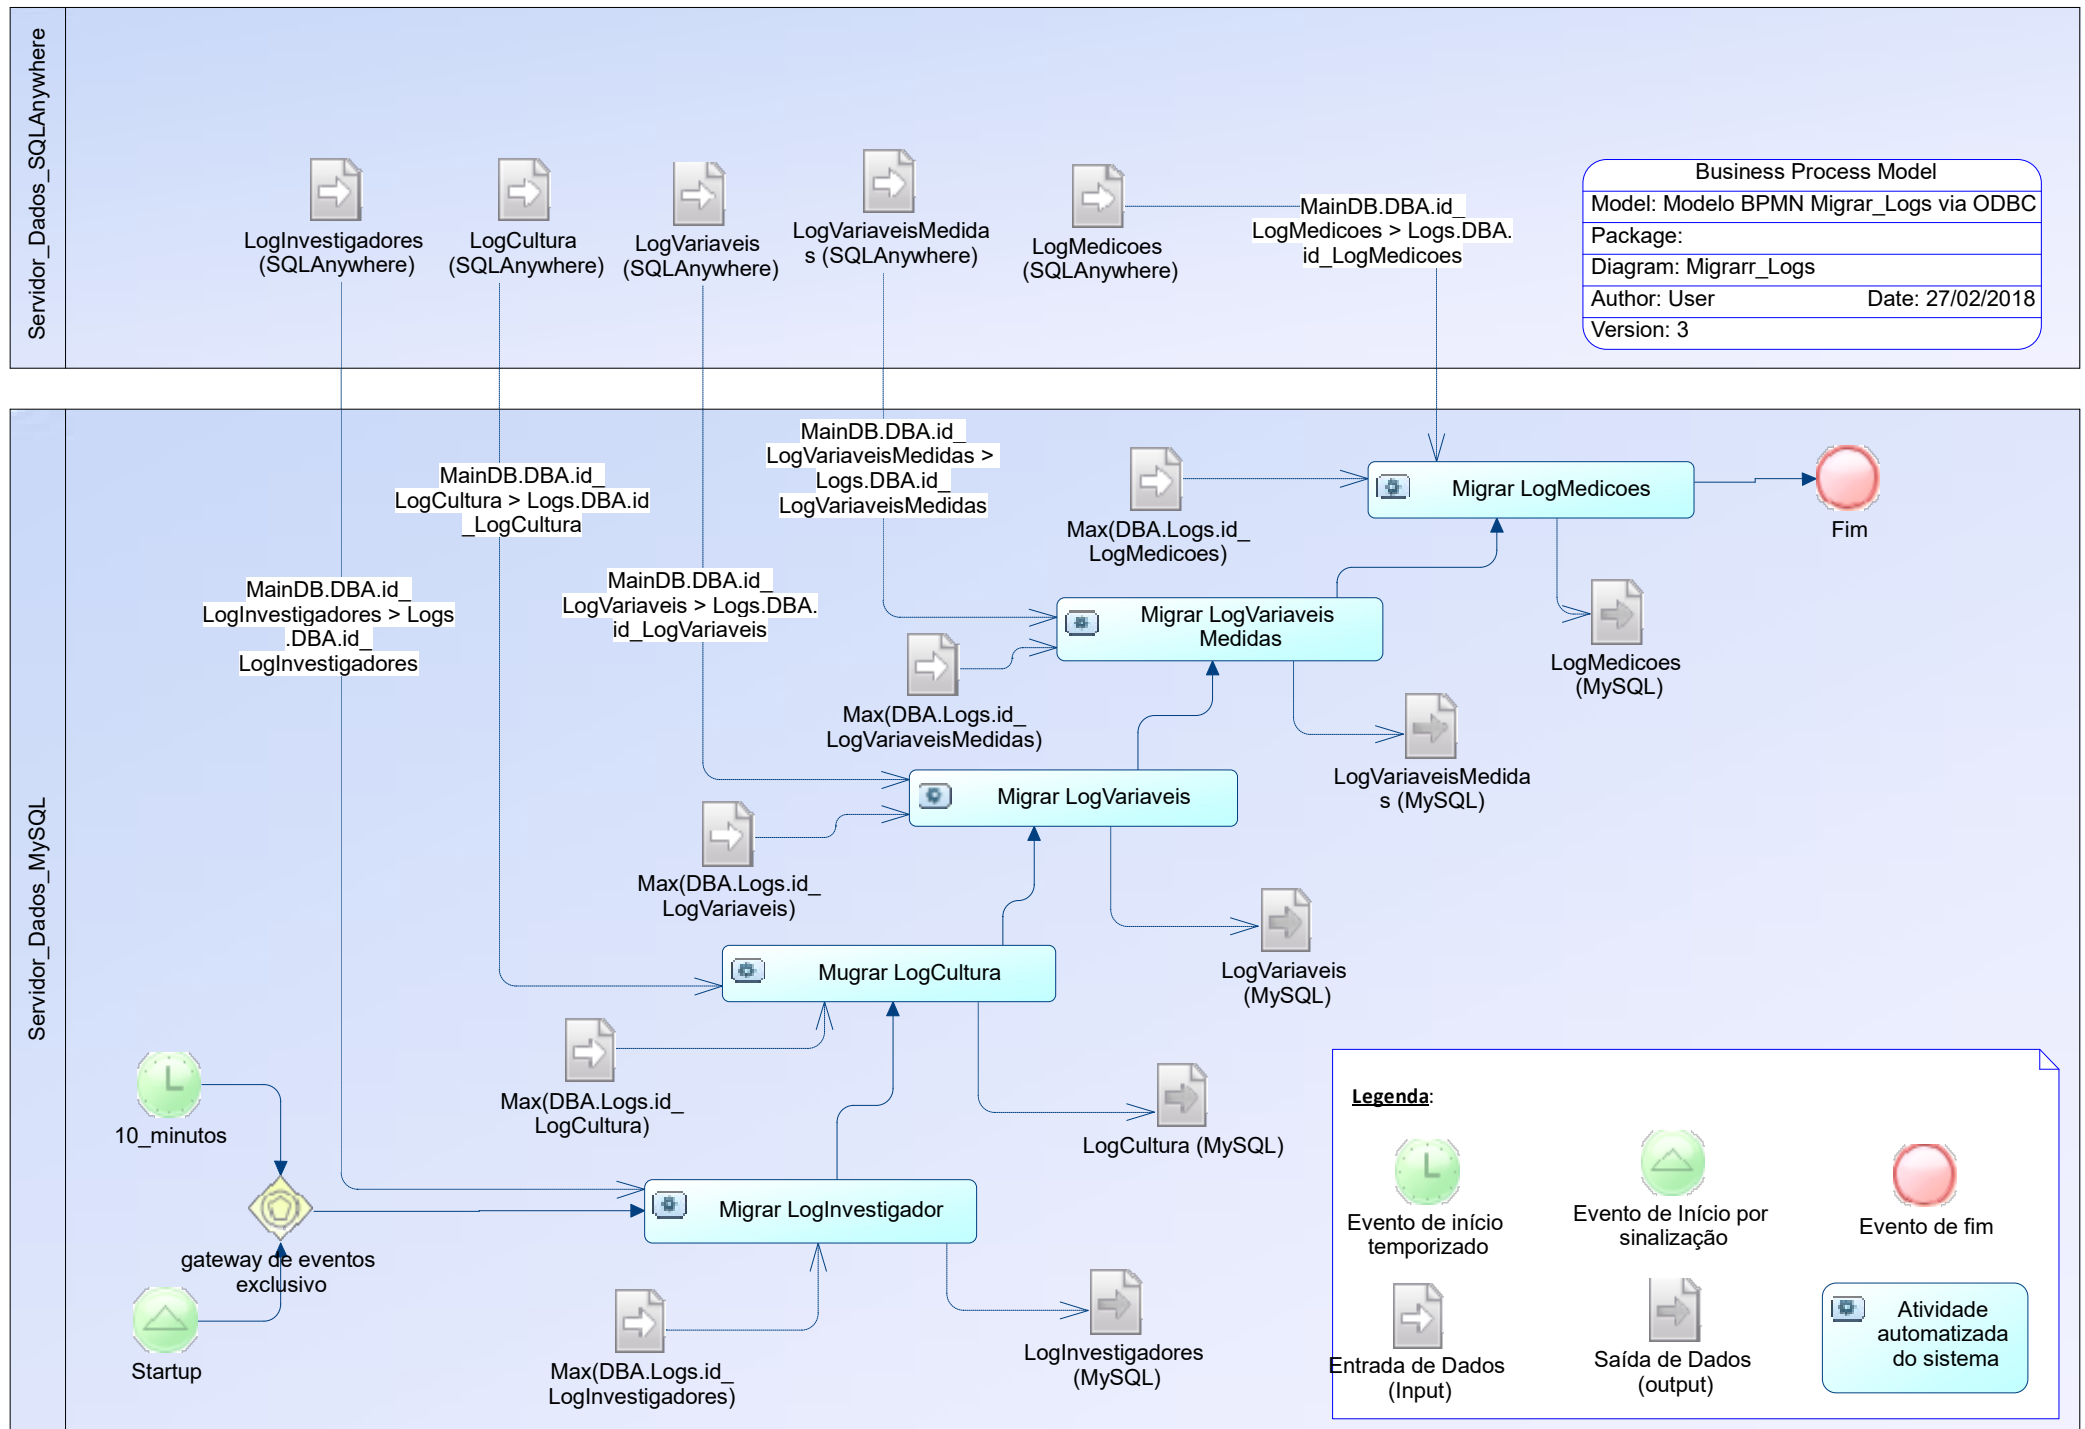 Servidor_Dados_SQLAnywhere
LogInvestigadores
(SQLAnywhere)
LogCultura
(SQLAnywhere)
LogVariaveis
(SQLAnywhere)
LogVariaveisMedida
s (SQLAnywhere)
LogMedicoes
(SQLAnywhere)
MainDB.DBA.id_
LogMedicoes > Logs.DBA.
id_LogMedicoes
Business Process Model
Model: Modelo BPMN Migrar_Logs via ODBC
Package:
Diagram: Migrarr_Logs
Author: User Date: 27/02/2018
Version: 3
Servidor_Dados_MySQL
MainDB.DBA.id_
LogInvestigadores > Logs
.DBA.id_
LogInvestigadores
MainDB.DBA.id_
LogCultura > Logs.DBA.id
_LogCultura
MainDB.DBA.id_
LogVariaveis > Logs.DBA.
id_LogVariaveis
MainDB.DBA.id_
LogVariaveisMedidas >
Logs.DBA.id_
LogVariaveisMedidas
Max(DBA.Logs.id_
LogMedicoes)
Migrar LogMedicoes
Fim
LogMedicoes
(MySQL)
Migrar LogVariaveis
Medidas
Max(DBA.Logs.id_
LogVariaveisMedidas)
LogVariaveisMedida
s (MySQL)
Migrar LogVariaveis
Max(DBA.Logs.id_
LogVariaveis)
LogVariaveis
(MySQL)
Mugrar LogCultura
Max(DBA.Logs.id_
LogCultura)
LogCultura (MySQL)
10_minutos
gateway de eventos
exclusivo
Startup
Migrar LogInvestigador
Max(DBA.Logs.id_
LogInvestigadores)
LogInvestigadores
(MySQL)
Legenda:
Evento de início
temporizado
Evento de Início por
sinalização
Evento de fim
Entrada de Dados
(Input)
Saída de Dados
(output)
Atividade
automatizada
do sistema